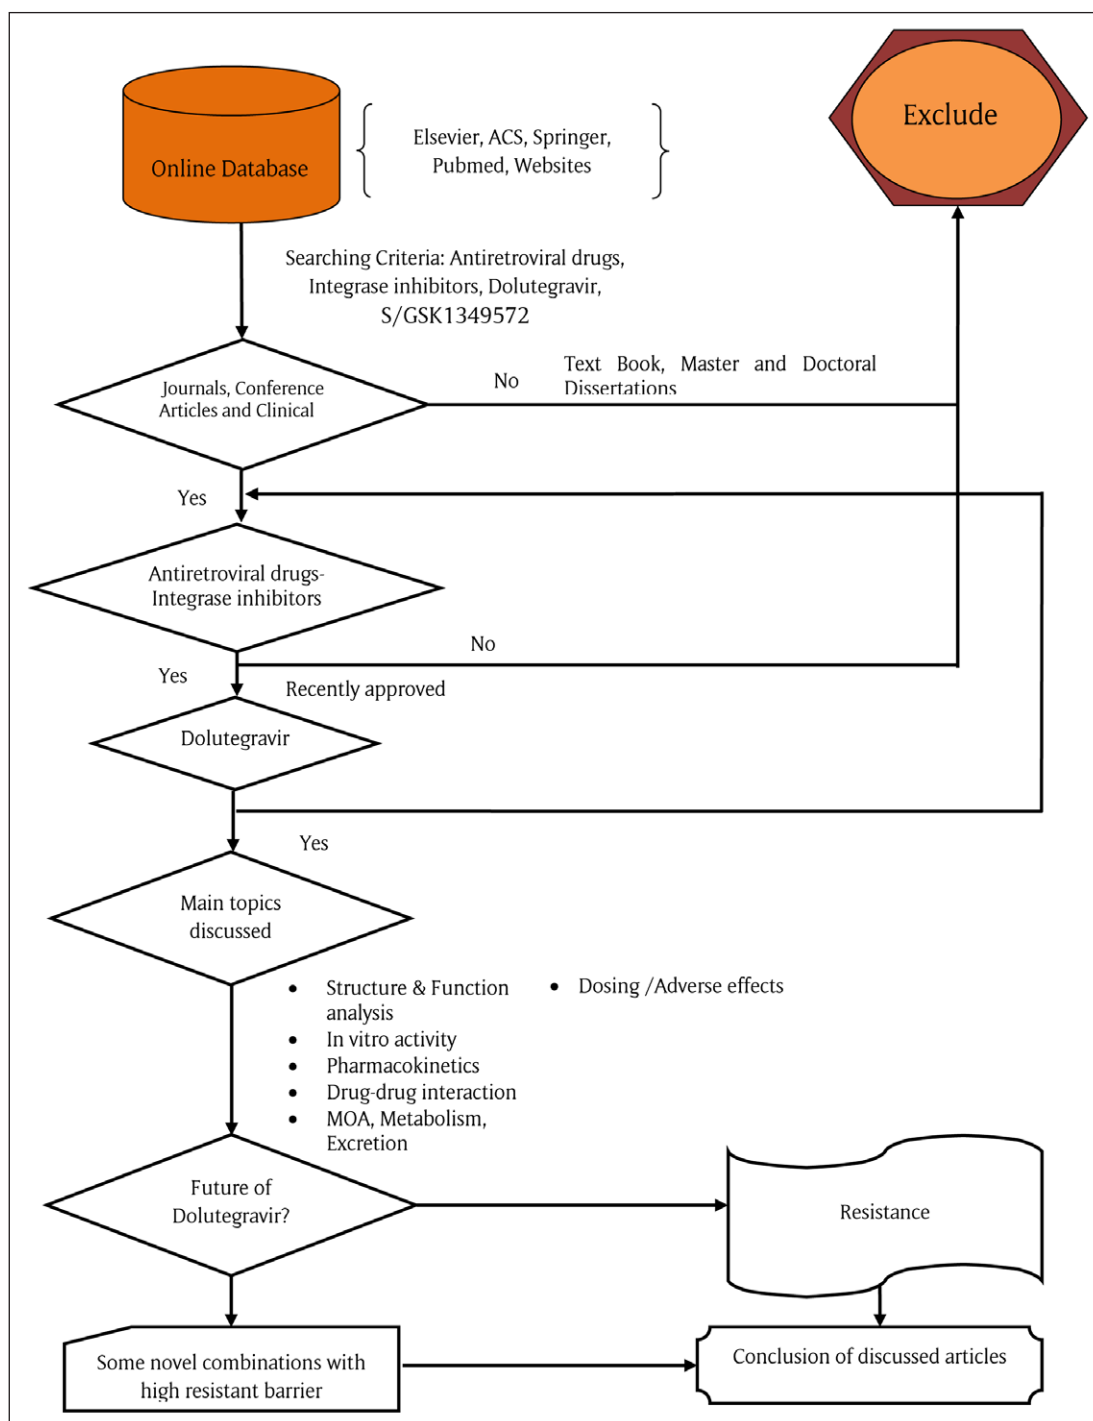 Exclude
Online Database
Elsevier, ACS, Springer,
Pubmed, Websites
Searching Criteria: Antiretroviral drugs,
Integrase inhibitors, Dolutegravir,
S/GSK1349572
Journals, Conference
Articles and Clinical
No
Text Book, Master and Doctoral
Dissertations
Yes
Antiretroviral drugs-
Integrase inhibitors
No
Yes
Recently approved
Dolutegravir
Yes
Main topics
discussed
• Structure & Function
analysis
• In vitro activity
• Pharmacokinetics
• Drug-drug interaction
• MOA, Metabolism,
Excretion
• Dosing /Adverse effects
Future of
Dolutegravir?
Resistance
Some novel combinations with
high resistant barrier
Conclusion of discussed articles